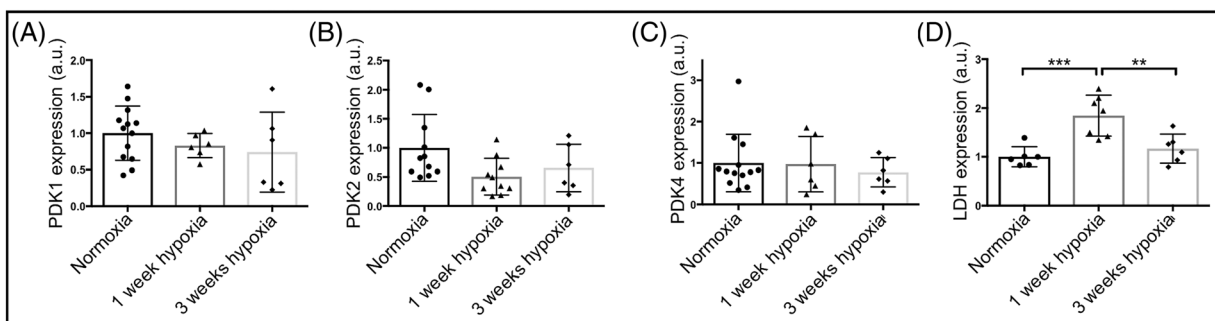 (A)
PDK1 expression (a.u.)
2.0
1.5
1.0
0.5
0.0
Normoxia
1 week hypoxia
3 weeks hypoxia
(B)
PDK2 expression (a.u.)
2.5
2.0
1.5
1.0
0.5
0.0
Normoxia
1 week hypoxia
3 weeks hypoxia
(C)
PDK4 expression (a.u.)
3
2
1
0
Normoxia
1 week hypoxia
3 weeks hypoxia
(D)
LDH expression (a.u.)
3
2
1
0
***
**
Normoxia
1 week hypoxia
3 weeks hypoxia